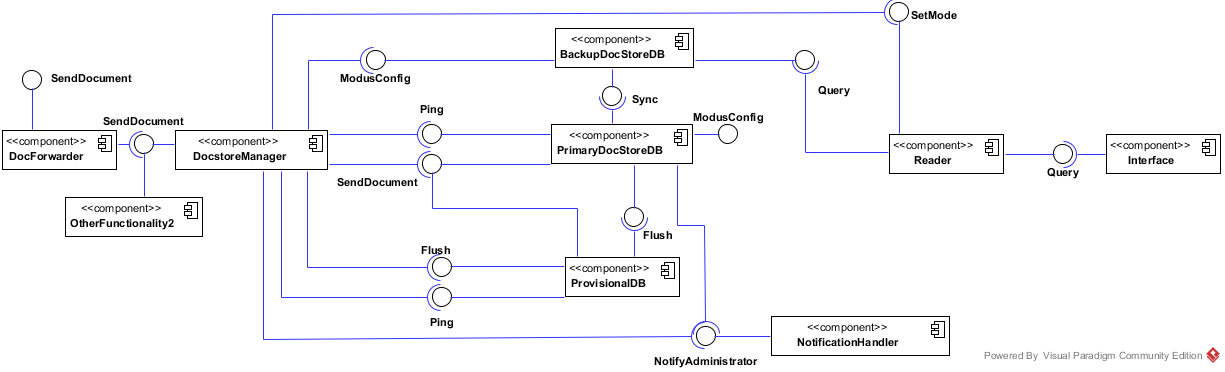 SetMode
<<component>>
BackupDocStoreDB
ModusConfig
SendDocument
Query
Sync
Ping
ModusConfig
SendDocument
<<component>>
DocForwarder
<<component>>
DocstoreManager
<<component>>
PrimaryDocStoreDB
<<component>>
Reader
<<component>>
Interface
Query
SendDocument
<<component>>
OtherFunctionality2
Flush
Flush
<<component>>
ProvisionalDB
Ping
<<component>>
NotificationHandler
NotifyAdministrator
Powered By Visual Paradigm Community Edition